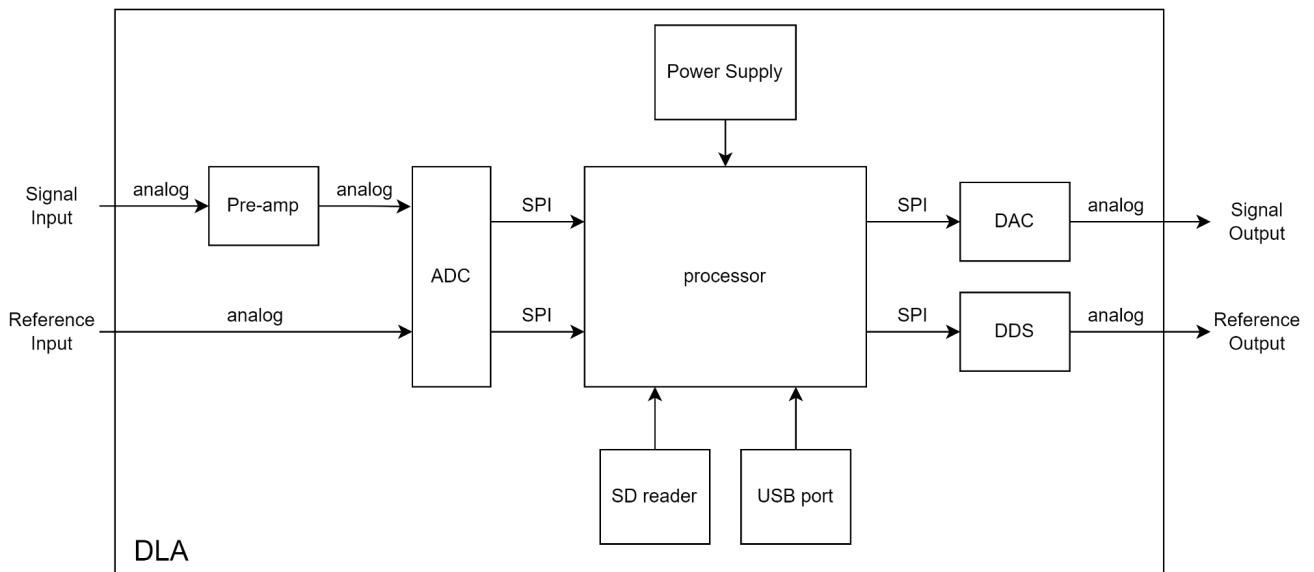 Power Supply
Signal
Input
analog
Pre-amp
analog
ADC
SPI
processor
SPI
DAC
analog
Signal
Output
Reference
Input
analog
SPI
SPI
DDS
analog
Reference
Output
SD reader
USB port
DLA